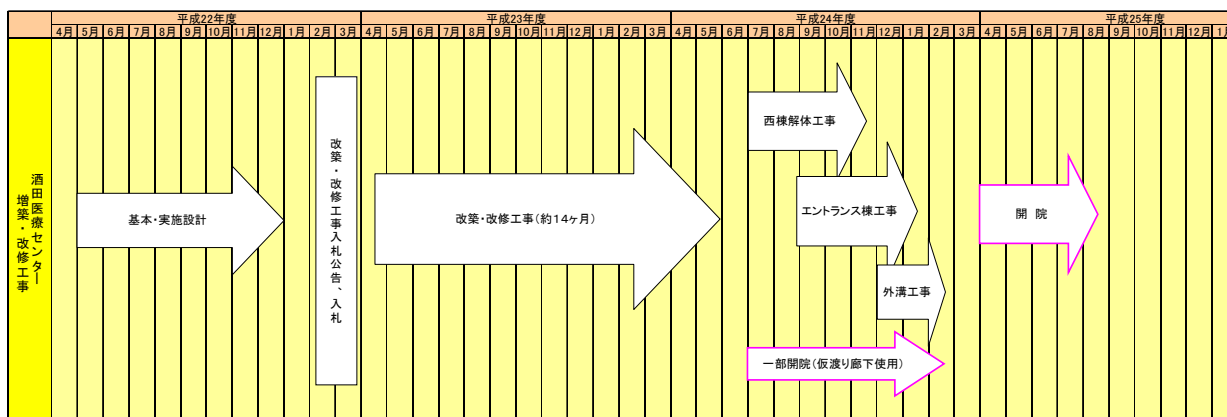 平成22年度 平成23年度 平成24年度 平成25年度
4月 5月 6月 7月 8月 9月 10月 11月 12月 1月 2月 3月 4月 5月 6月 7月 8月 9月 10月 11月 12月 1月 2月 3月 4月 5月 6月 7月 8月 9月 10月 11月 12月 1月 2月 3月 4月 5月 6月 7月 8月 9月 10月 11月 12月 1月
酒田医療センター
増築・改修工事
基本・実施設計
改築・改修工事入札公告、入札
改築・改修工事(約14ヶ月)
西棟解体工事
エントランス棟工事
外溝工事
一部開院(仮渡り廊下使用)
開 院